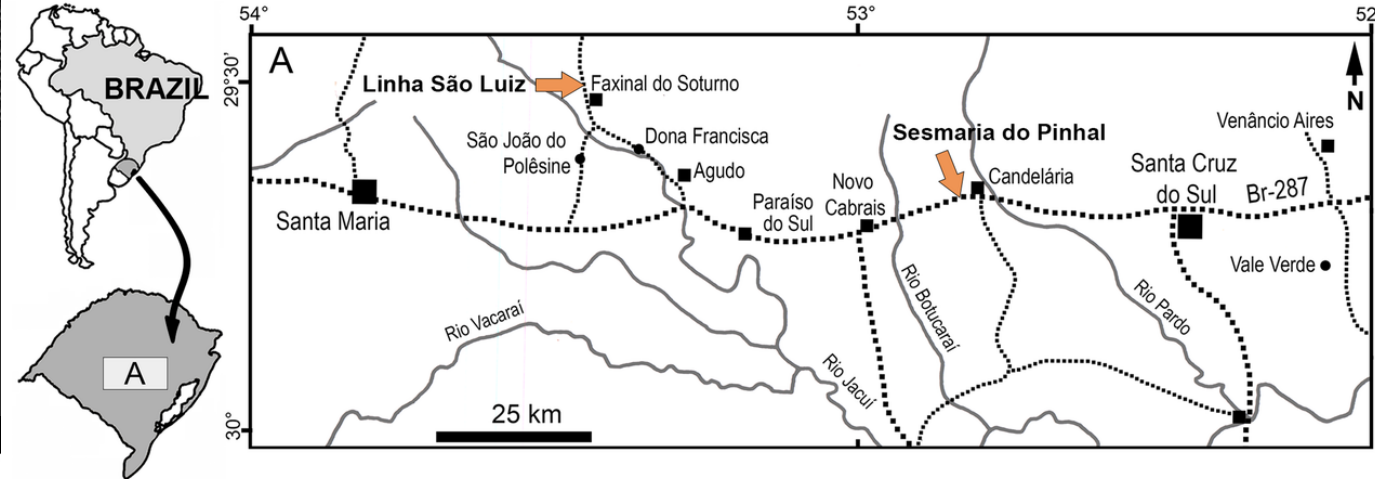 54°
53°
52
29°30'
30°
BRAZIL
A
A
N
Linha São Luiz
Faxinal do Soturno
São João do
Polêsine
Dona Francisca
Agudo
Santa Maria
Paraíso
do Sul
Novo
Cabrais
Sesmaria do Pinhal
Candelária
Venâncio Aires
Santa Cruz
do Sul
Br-287
Vale Verde
Rio Vacaraí
Rio Jacuí
Rio Botucaraí
Rio Pardo
25 km